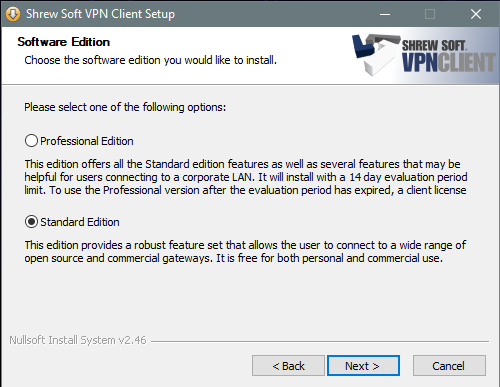 Shrew Soft VPN Client Setup
Software Edition
Choose the software edition you would like to install.
SHREW SOFT
VPNCLIENT
Please select one of the following options:
Professional Edition
This edition offers all the Standard edition features as well as several features that may be
helpful for users connecting to a corporate LAN. It will install with a 14 day evaluation period
limit. To use the Professional version after the evaluation period has expired, a client license
Standard Edition
This edition provides a robust feature set that allows the user to connect to a wide range of
open source and commercial gateways. It is free for both personal and commercial use.
Nullsoft Install System v2.46
< Back
Next >
Cancel